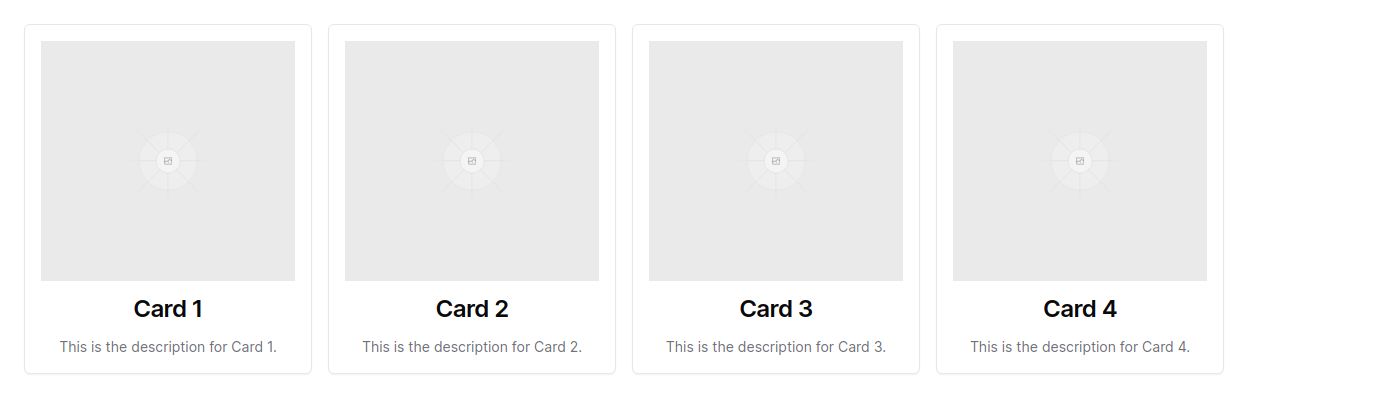 Card 1
This is the description for Card 1.
Card 2
This is the description for Card 2.
Card 3
This is the description for Card 3.
Card 4
This is the description for Card 4.